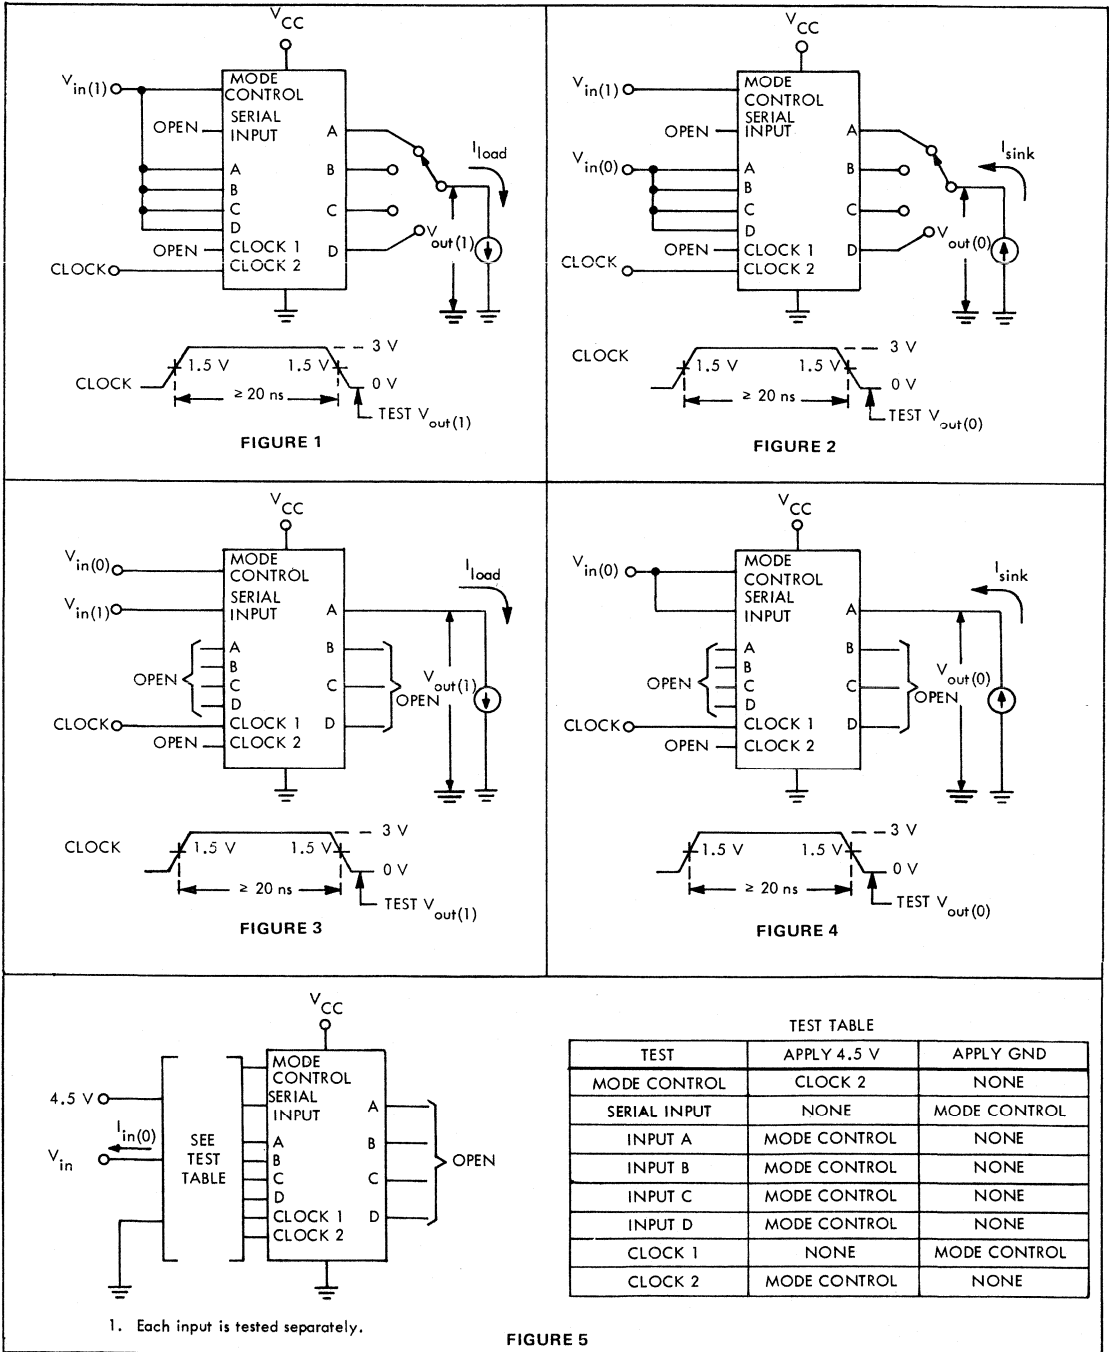 VCC
Vin(1)
MODE CONTROL
OPEN
SERIAL INPUT
A
B
C
D
A
B
C
D
Iload
Vout(1)
OPEN
CLOCK 1
CLOCK
CLOCK 2
CLOCK
1.5 V
1.5 V
3 V
0 V
≥ 20 ns
TEST Vout(1)
FIGURE 1
VCC
Vin(1)
MODE CONTROL
OPEN
SERIAL INPUT
Vin(0)
A
B
C
D
A
B
C
D
Isink
Vout(0)
OPEN
CLOCK 1
CLOCK
CLOCK 2
CLOCK
1.5 V
1.5 V
3 V
0 V
≥ 20 ns
TEST Vout(0)
FIGURE 2
VCC
Vin(0)
MODE CONTROL
Vin(1)
SERIAL INPUT
OPEN
A
B
C
D
A
B
C
D
OPEN
Iload
Vout(1)
CLOCK
CLOCK 1
OPEN
CLOCK 2
CLOCK
1.5 V
1.5 V
3 V
0 V
≥ 20 ns
TEST Vout(1)
FIGURE 3
VCC
Vin(0)
MODE CONTROL
SERIAL INPUT
OPEN
A
B
C
D
A
B
C
D
OPEN
Isink
Vout(0)
CLOCK
CLOCK 1
OPEN
CLOCK 2
1.5 V
1.5 V
3 V
0 V
≥ 20 ns
TEST Vout(0)
FIGURE 4
VCC
4.5 V
Iin(0)
Vin
SEE
TEST
TABLE
MODE CONTROL
SERIAL INPUT
A
B
C
D
CLOCK 1
CLOCK 2
A
B
C
D
OPEN
1. Each input is tested separately.
TEST TABLE
TEST APPLY 4.5 V APPLY GND
MODE CONTROL CLOCK 2 NONE
SERIAL INPUT NONE MODE CONTROL
INPUT A MODE CONTROL NONE
INPUT B MODE CONTROL NONE
INPUT C MODE CONTROL NONE
INPUT D MODE CONTROL NONE
CLOCK 1 NONE MODE CONTROL
CLOCK 2 MODE CONTROL NONE
FIGURE 5